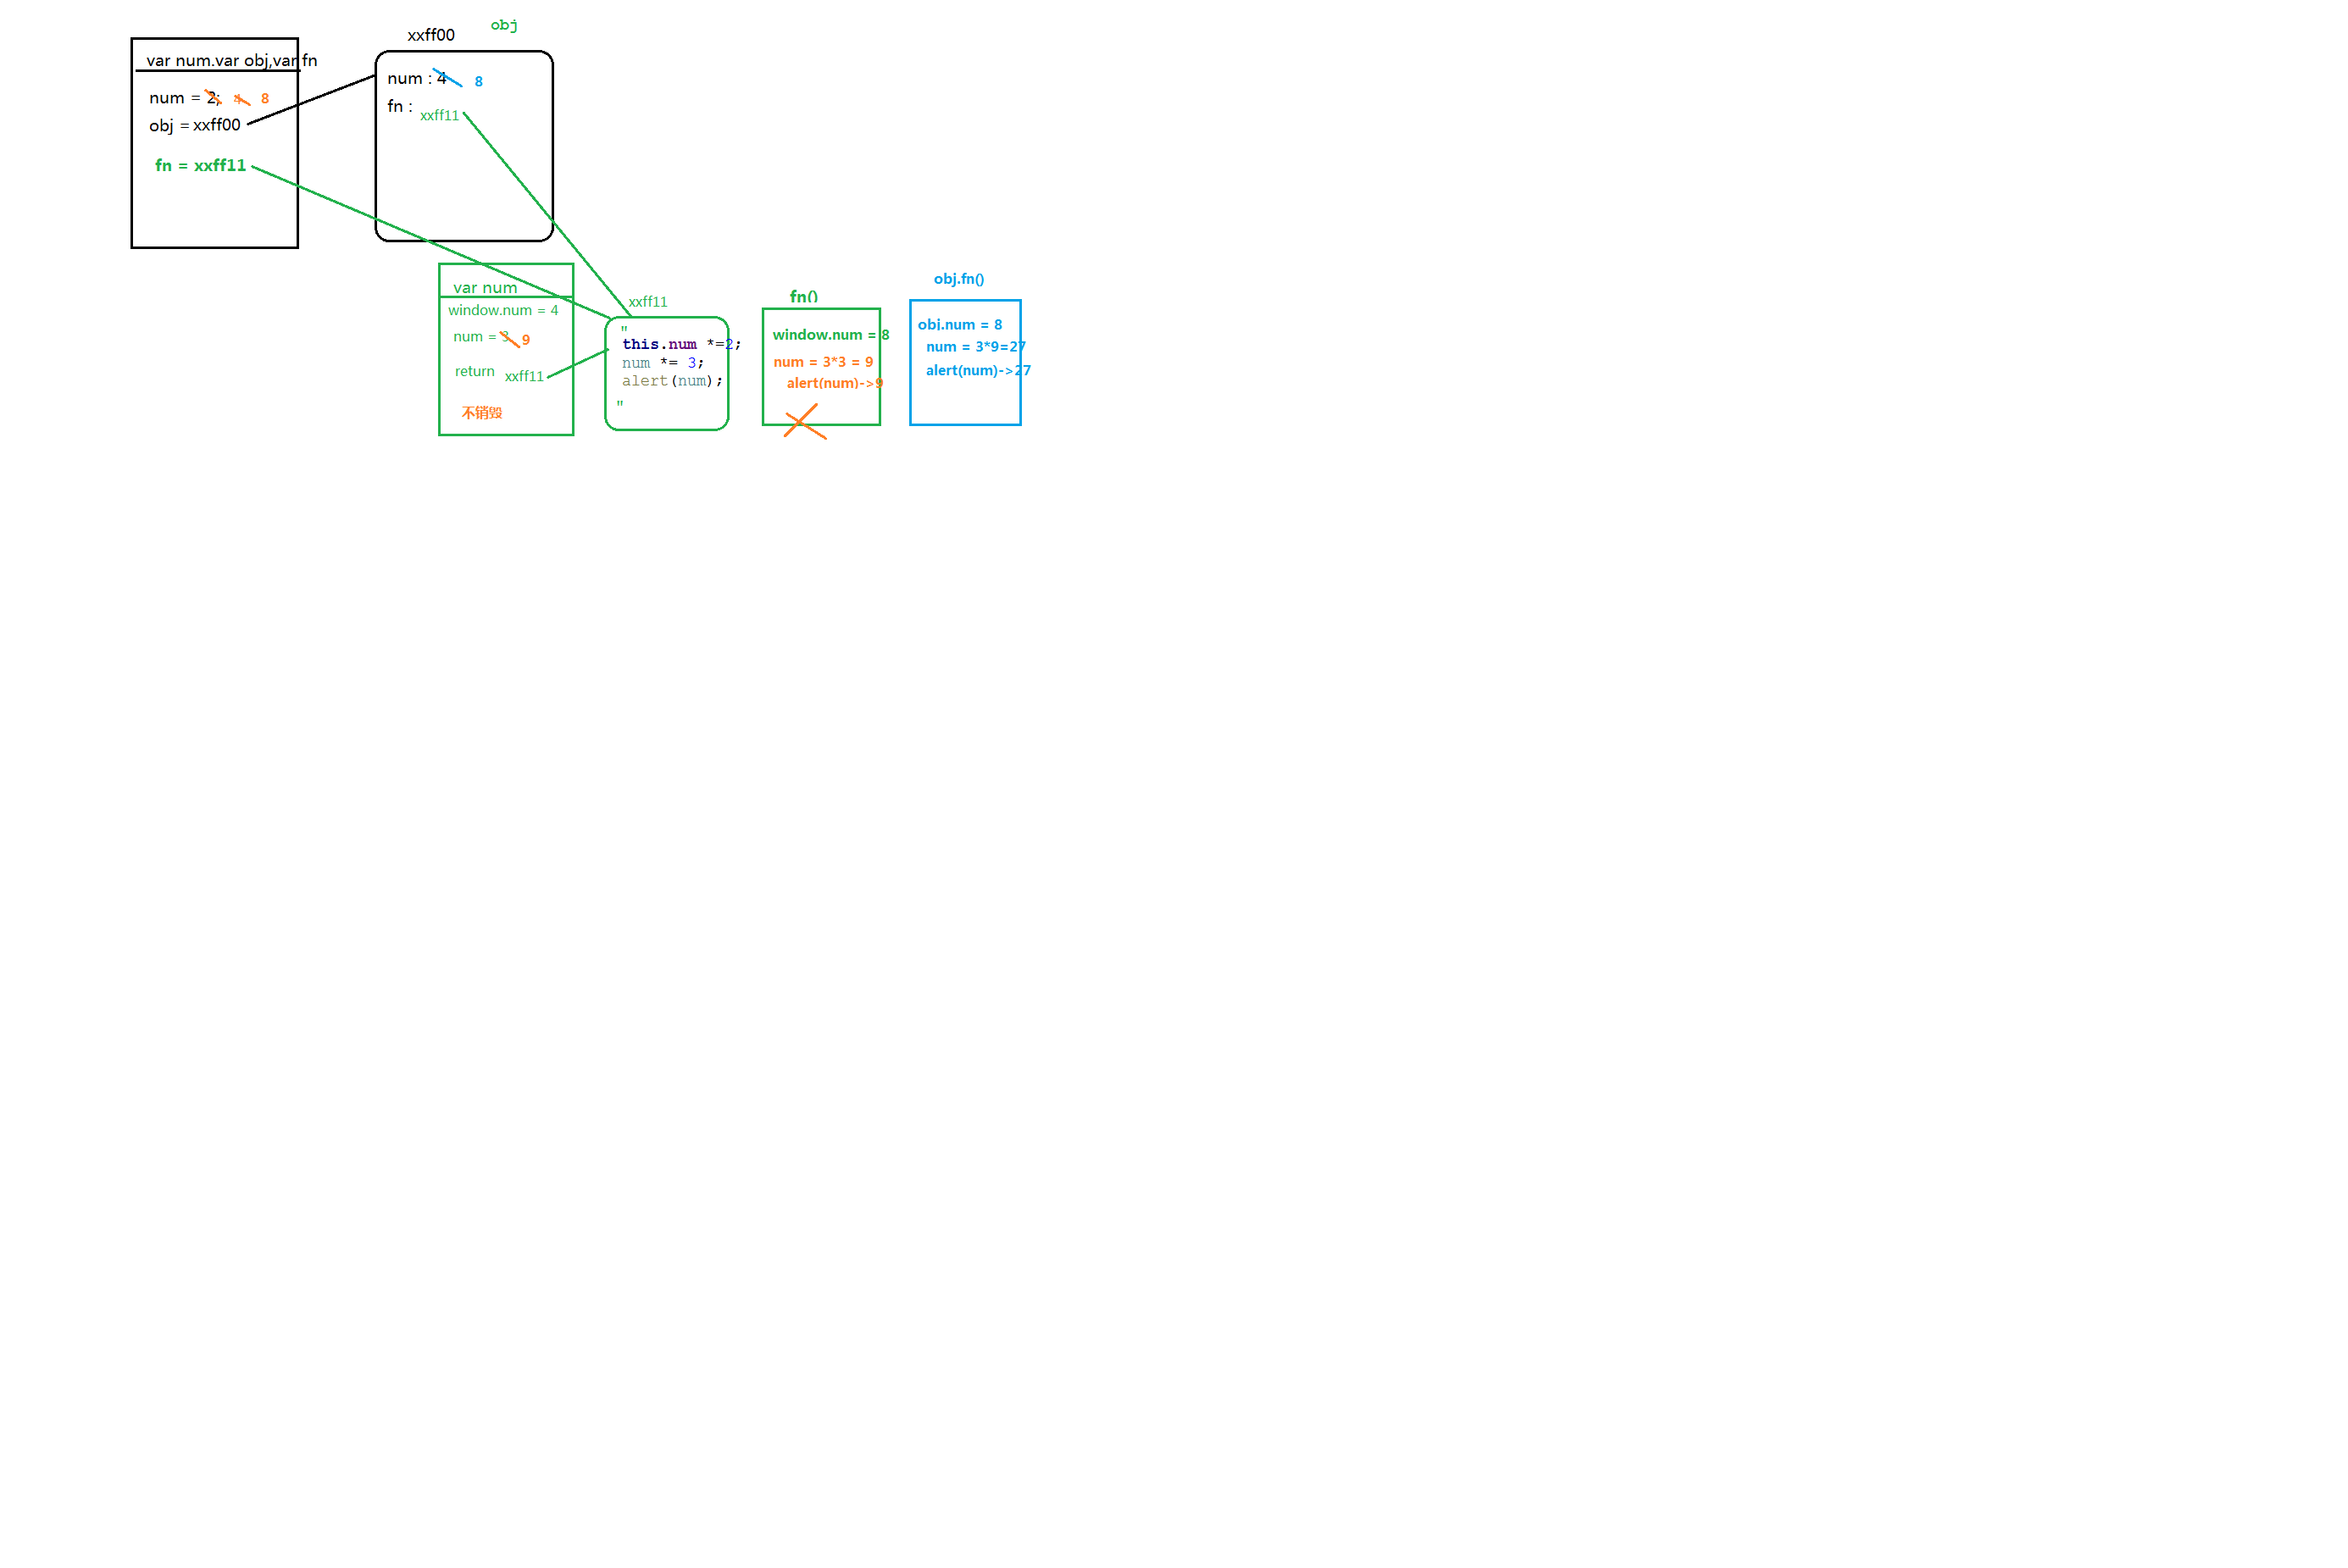 var num.var obj,var fn
num = 2; 4 8
obj = xxff00
fn = xxff11
xxff00
obj
num : 4 8
fn :
xxff11
var num
window.num = 4
num = 3 9
return xxff11
不销毁
xxff11
"
this.num *=2;
num *= 3;
alert(num);
"
fn()
window.num = 8
num = 3*3 = 9
alert(num)->9
obj.fn()
obj.num = 8
num = 3*9=27
alert(num)->27